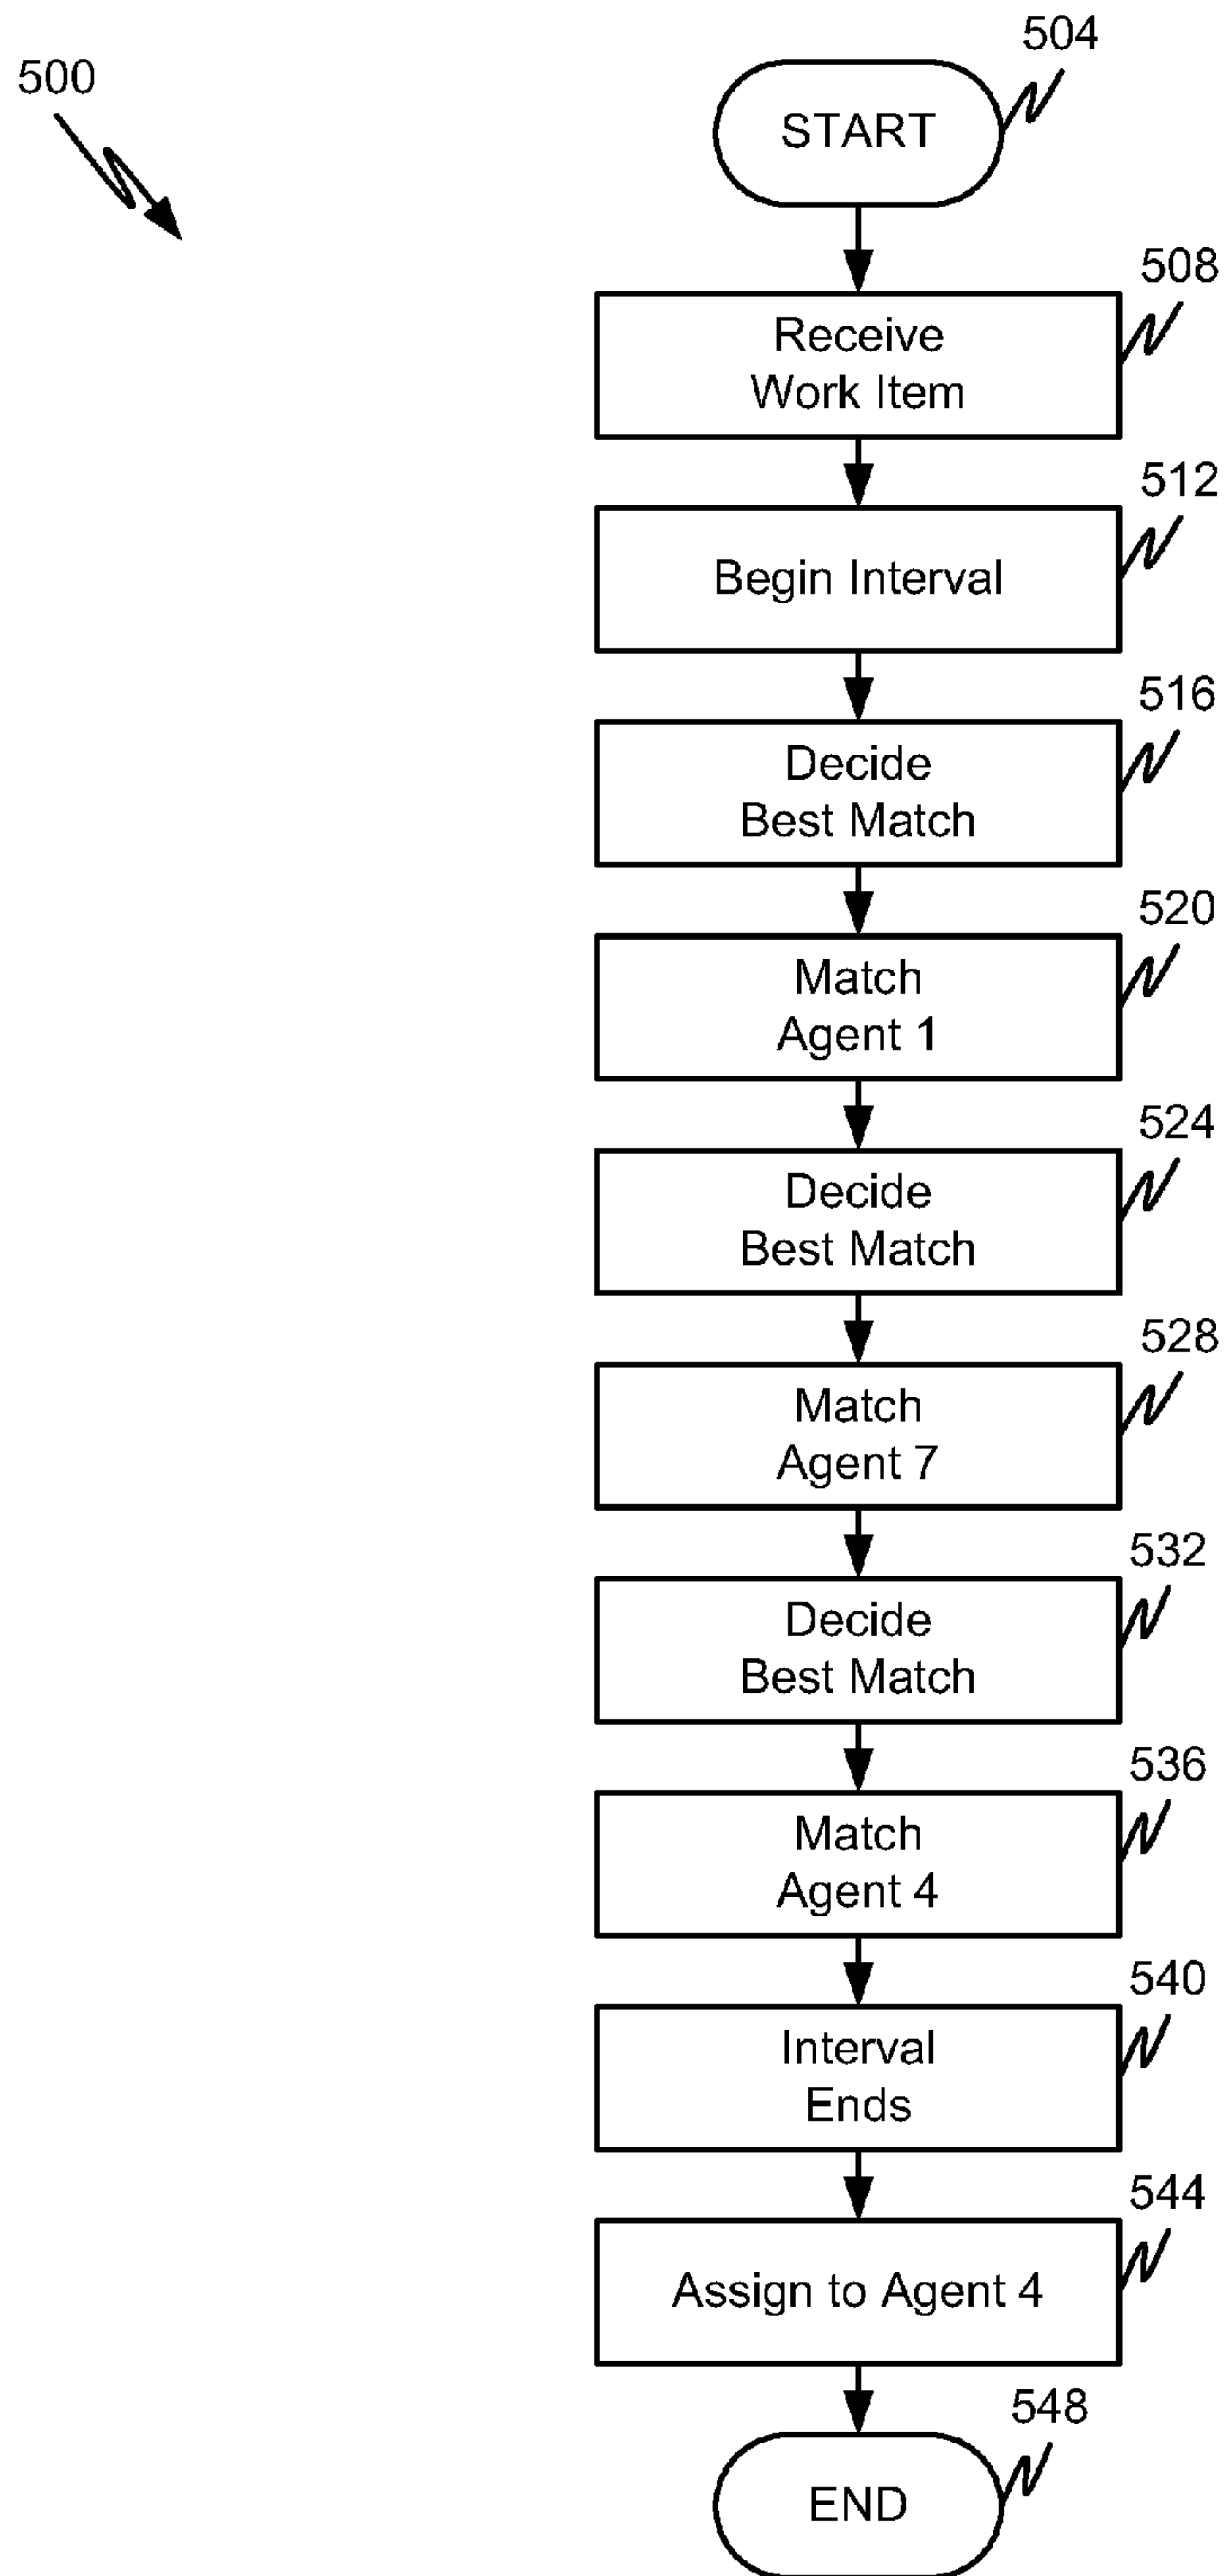 500
504
START
508
Receive
Work Item
512
Begin Interval
516
Decide
Best Match
520
Match
Agent 1
524
Decide
Best Match
528
Match
Agent 7
532
Decide
Best Match
536
Match
Agent 4
540
Interval
Ends
544
Assign to Agent 4
548
END